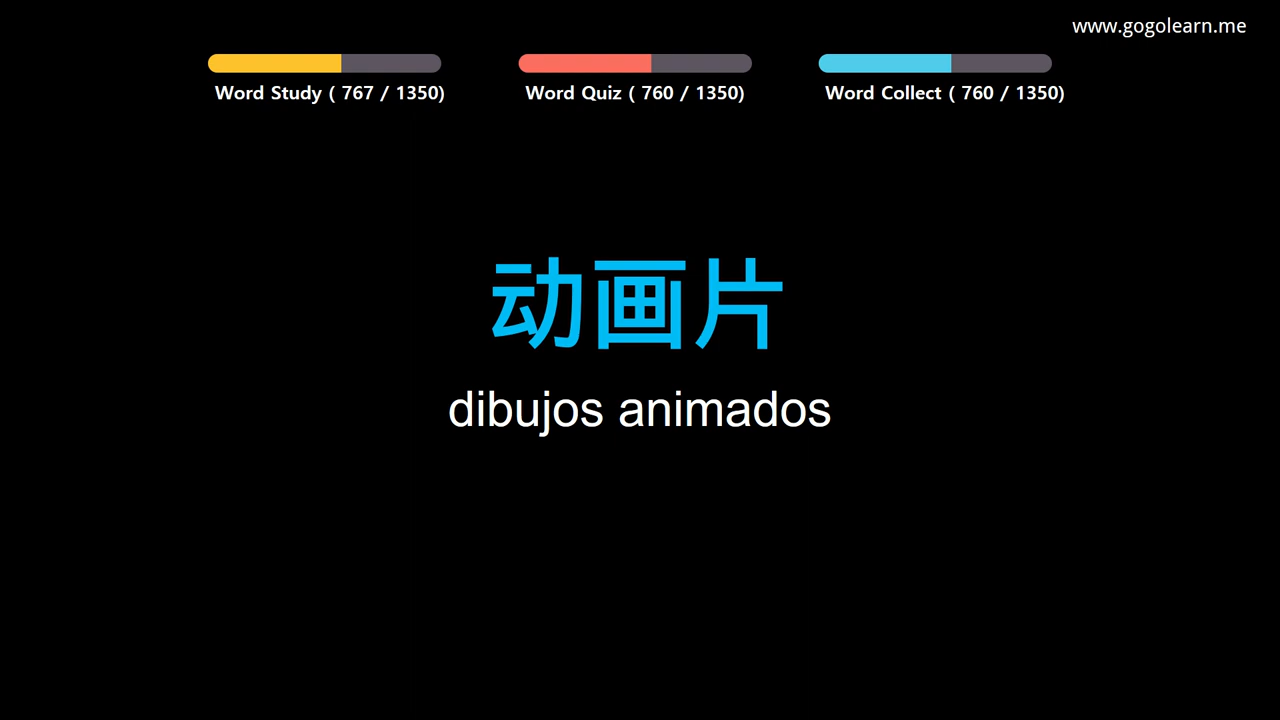 www.gogolearn.me
Word Study ( 767 / 1350)
Word Quiz ( 760 / 1350)
Word Collect ( 760 / 1350)
动画片
dibujos animados